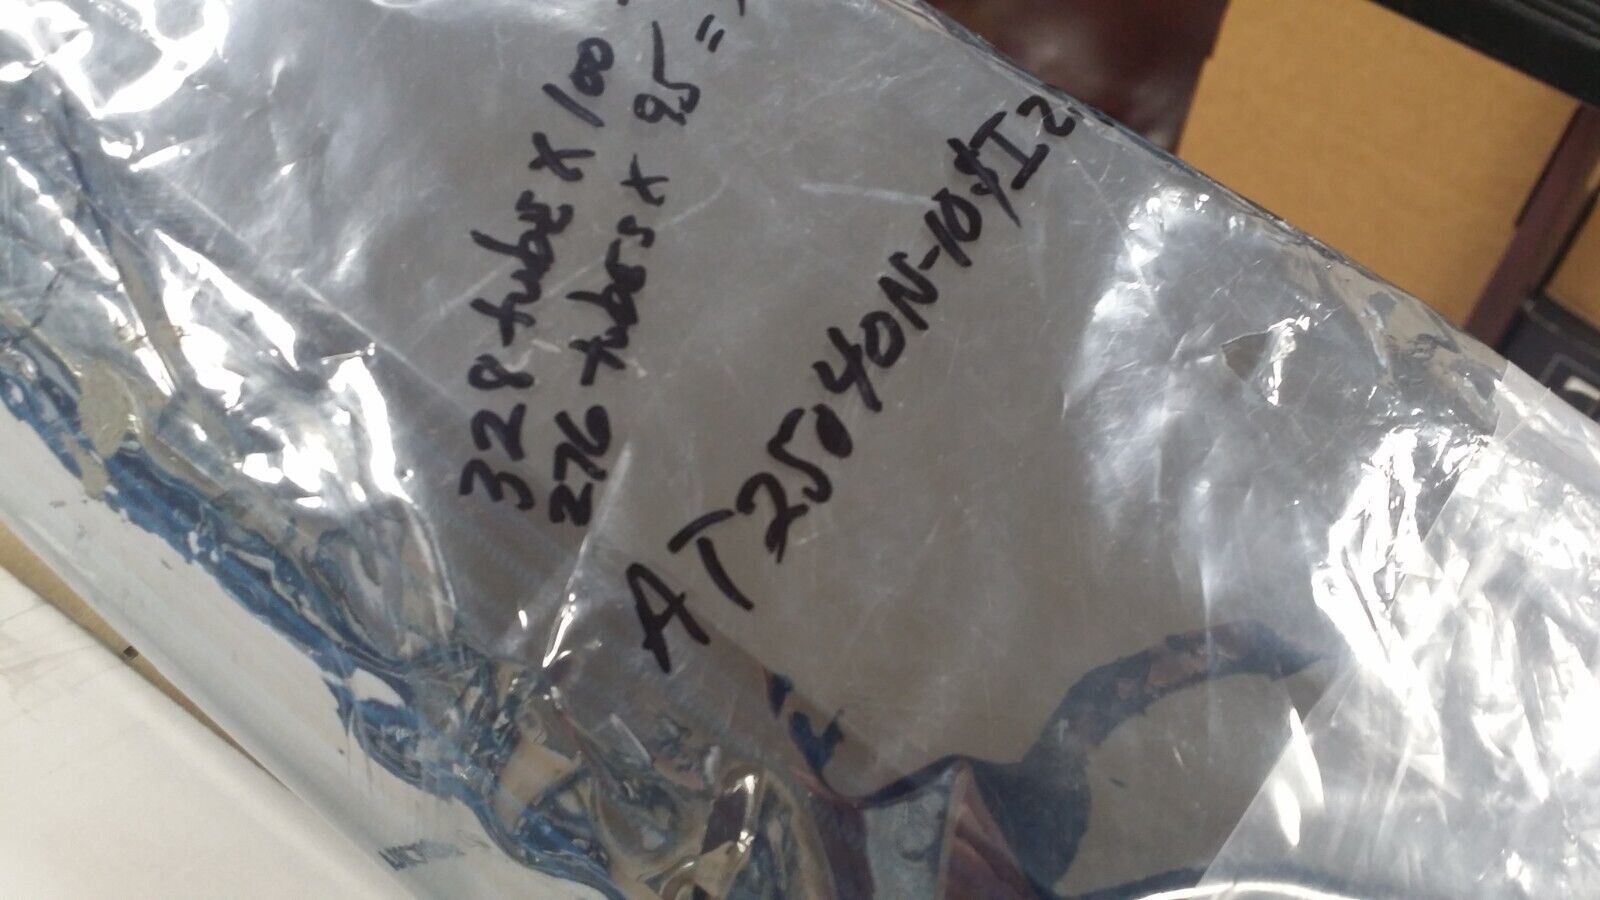 328 tubes x 100
276 tubes x 95 =
AT25040N-10SI2